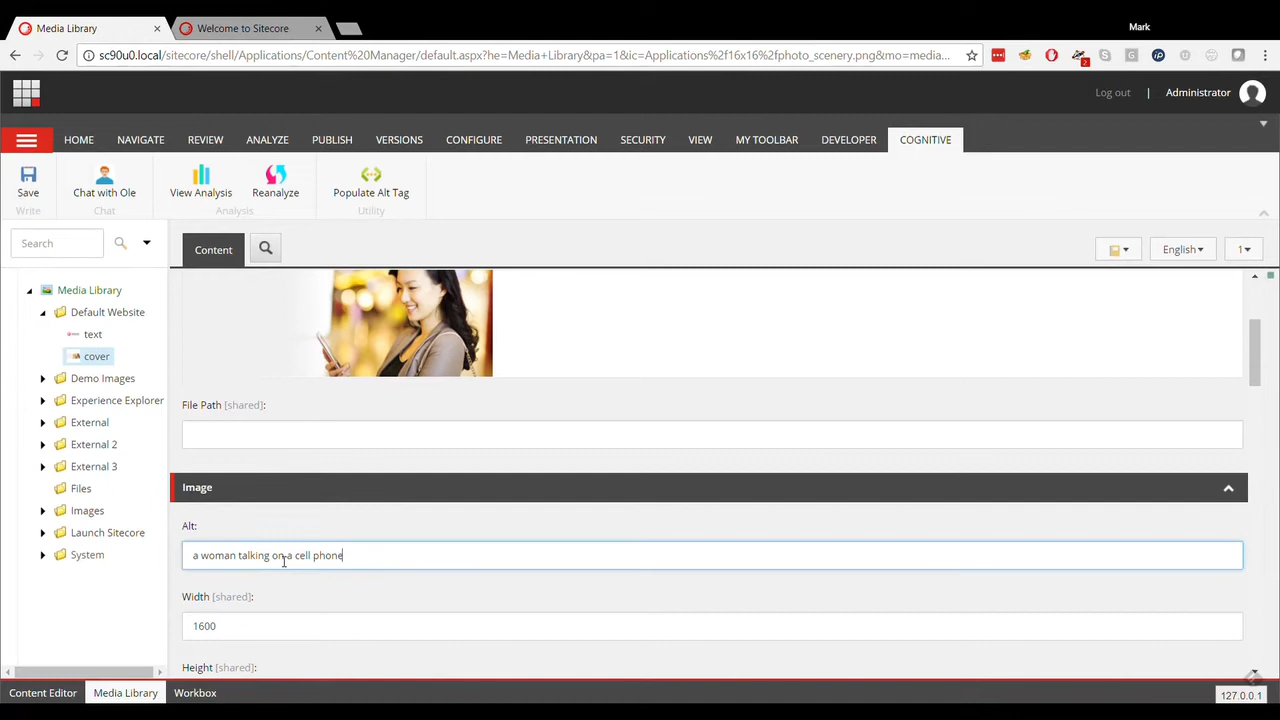 Media Library
Welcome to Sitecore
Mark
sc90u0.local/sitecore/shell/Applications/Content%20Manager/default.aspx?he=Media+Library&pa=1&ic=Applications%2f16x16%2fphoto_scenery.png&mo=media...
2
Log out | Administrator
HOME NAVIGATE REVIEW ANALYZE PUBLISH VERSIONS CONFIGURE PRESENTATION SECURITY VIEW MY TOOLBAR DEVELOPER COGNITIVE
Save Chat with Ole View Analysis Reanalyze Populate Alt Tag
Write Chat Analysis Utility
Search
Content
English 1
Media Library
Default Website
text
cover
Demo Images
Experience Explorer
External
External 2
External 3
Files
Images
Launch Sitecore
System
File Path [shared]:
Image
Alt:
a woman talking on a cell phone
Width [shared]:
1600
Height [shared]:
Content Editor Media Library Workbox
127.0.0.1